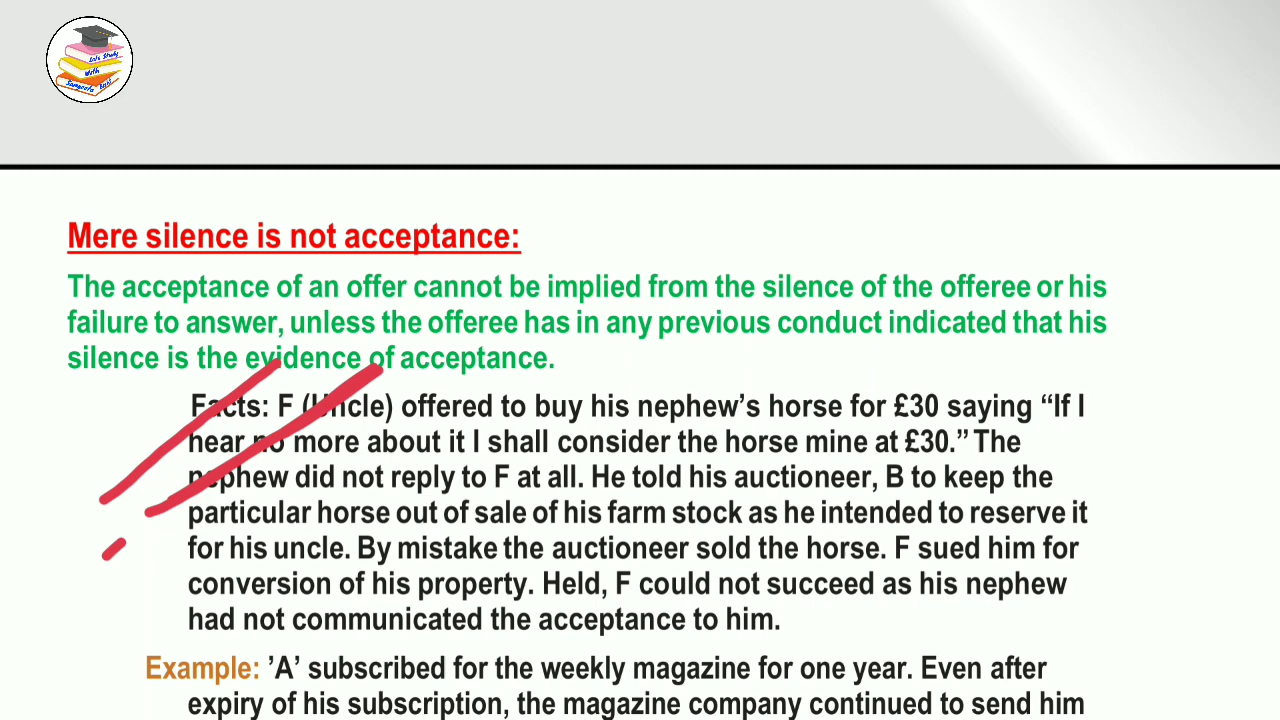 Lets Study
With
Mere silence is not acceptance:
The acceptance of an offer cannot be implied from the silence of the offeree or his
failure to answer, unless the offeree has in any previous conduct indicated that his
silence is the evidence of acceptance.
Facts: F (Uncle) offered to buy his nephew’s horse for £30 saying “If I
hear no more about it I shall consider the horse mine at £30.” The
nephew did not reply to F at all. He told his auctioneer, B to keep the
particular horse out of sale of his farm stock as he intended to reserve it
for his uncle. By mistake the auctioneer sold the horse. F sued him for
conversion of his property. Held, F could not succeed as his nephew
had not communicated the acceptance to him.
Example: ’A’ subscribed for the weekly magazine for one year. Even after
expiry of his subscription, the magazine company continued to send him